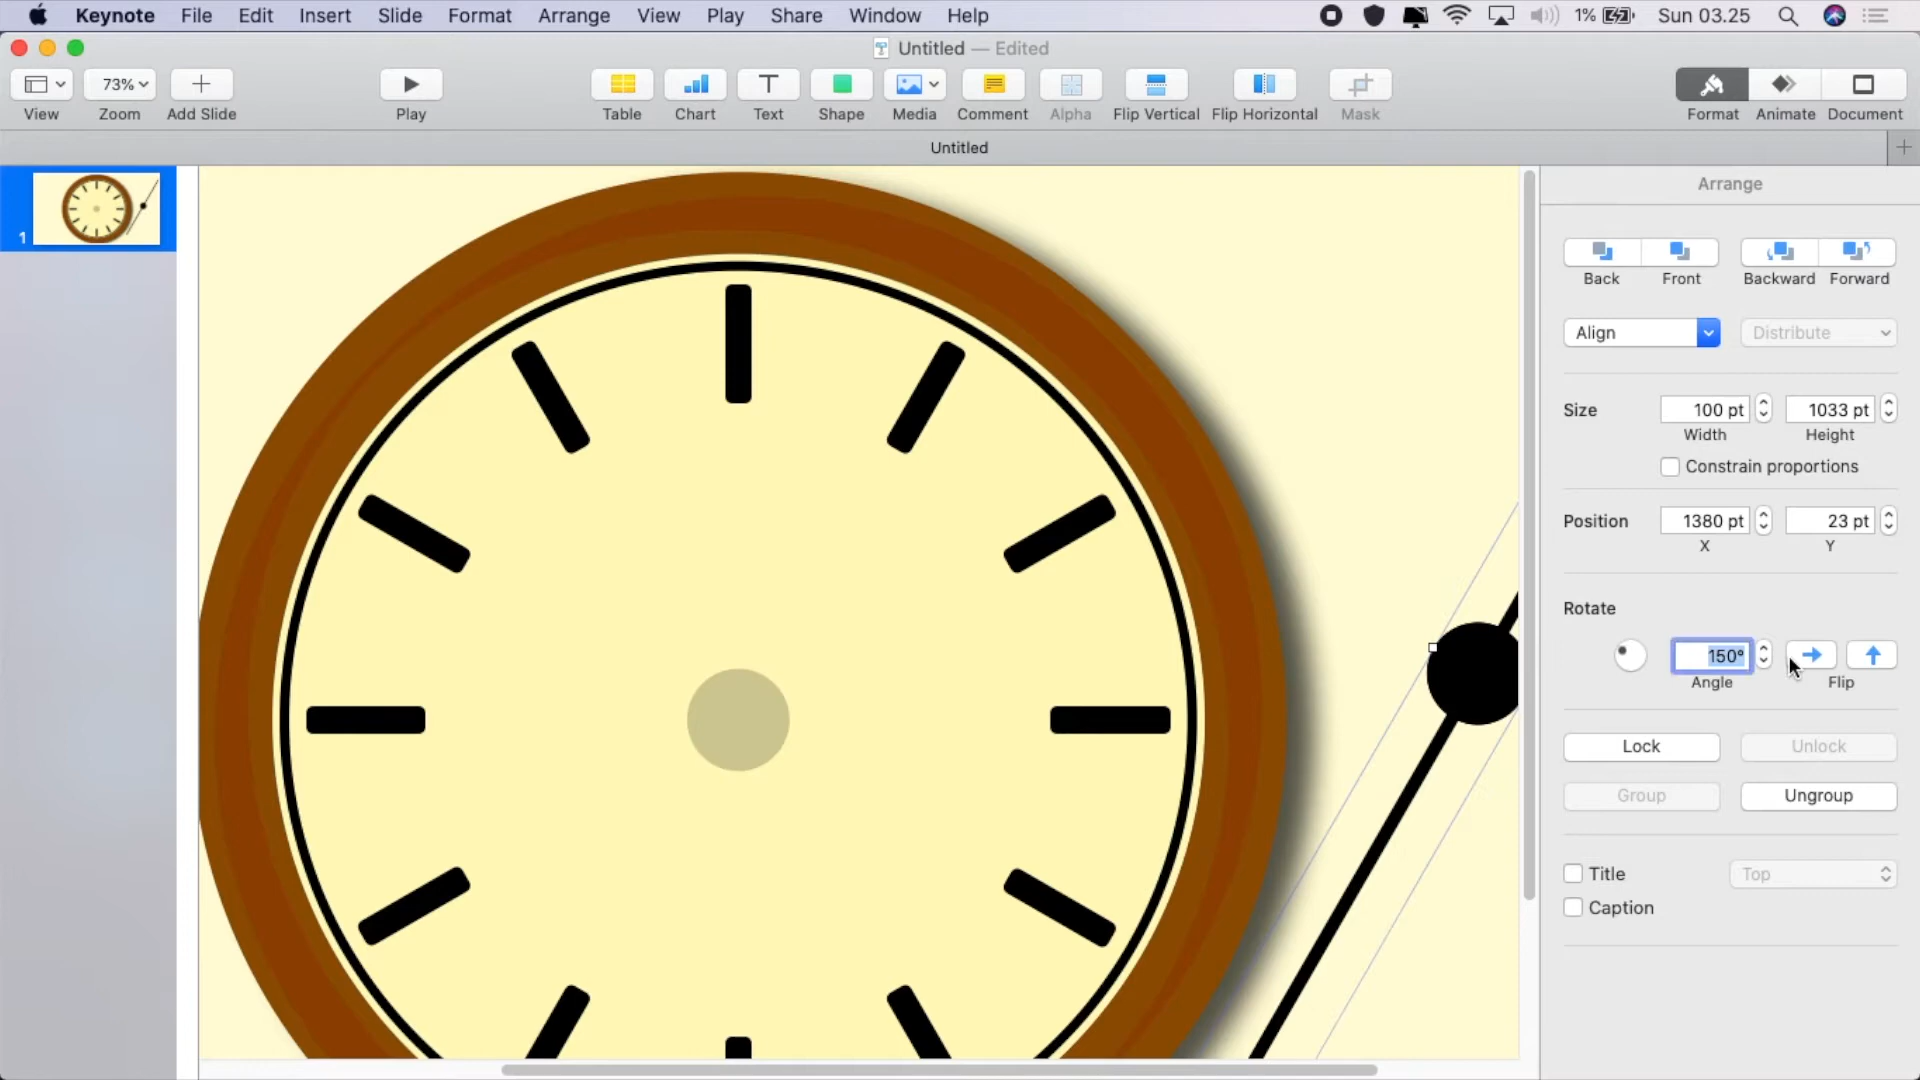 Keynote File Edit Insert Slide Format Arrange View Play Share Window Help 1% Sun 03.25
Untitled — Edited
73%
View Zoom Add Slide Play Table Chart Text Shape Media Comment Alpha Flip Vertical Flip Horizontal Mask Format Animate Document
Untitled
1
Arrange
Back Front Backward Forward
Align Distribute
Size 100 pt 1033 pt
Width Height
Constrain proportions
Position 1380 pt 23 pt
X Y
Rotate
150°
Angle Flip
Lock Unlock
Group Ungroup
Title Top
Caption